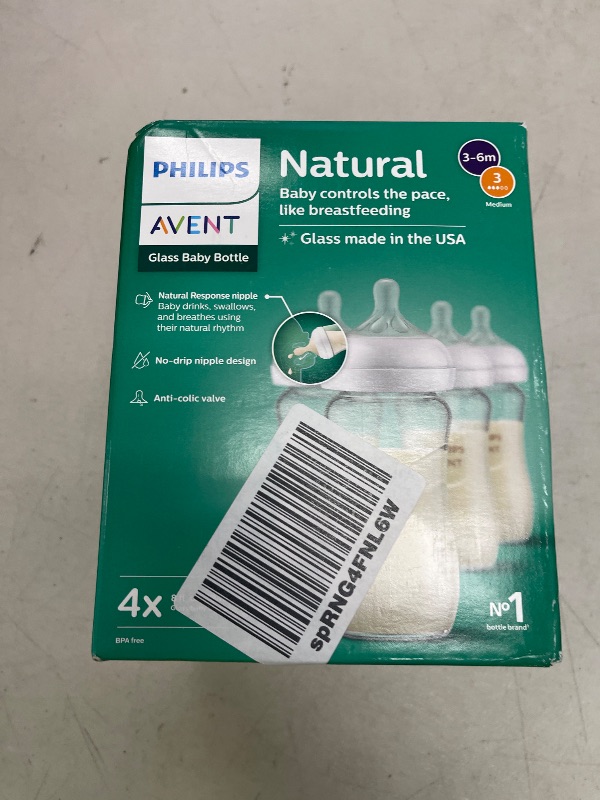 PHILIPS
AVENT
Glass Baby Bottle
Natural
Baby controls the pace,
like breastfeeding
Glass made in the USA
3-6m
3
Medium
Natural Response nipple
Baby drinks, swallows,
and breathes using
their natural rhythm
No-drip nipple design
Anti-colic valve
spRNG4FNL6W
4x
BPA free
Nº1
bottle brand*